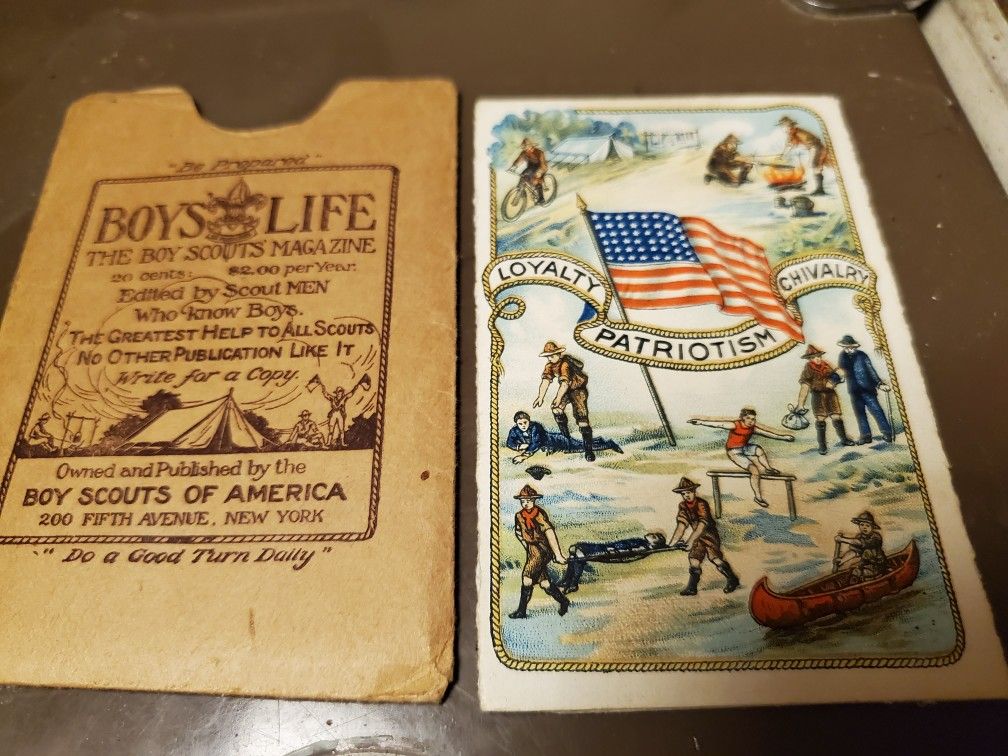 "Be Prepared"
BOYS LIFE
THE BOY SCOUTS' MAGAZINE
20 cents: $2.00 per Year.
Edited by Scout MEN
Who Know Boys.
THE GREATEST HELP TO ALL SCOUTS
NO OTHER PUBLICATION LIKE IT
Write for a Copy.
Owned and Published by the
BOY SCOUTS OF AMERICA
200 FIFTH AVENUE, NEW YORK
"Do a Good Turn Daily"
LOYALTY
CHIVALRY
PATRIOTISM